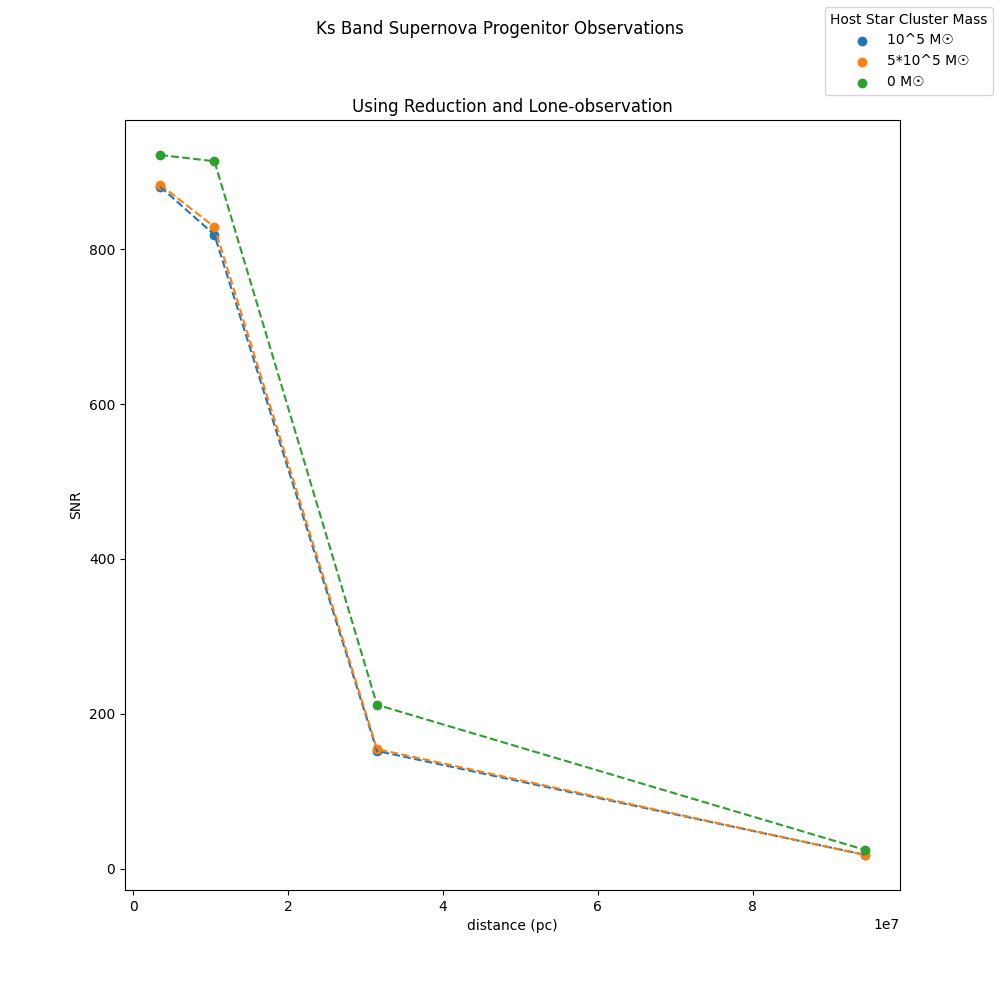 Ks Band Supernova Progenitor Observations
Host Star Cluster Mass
10^5 M☉
5*10^5 M☉
0 M☉
Using Reduction and Lone-observation
SNR
800
600
400
200
0
0 2 4 6 8
1e7
distance (pc)